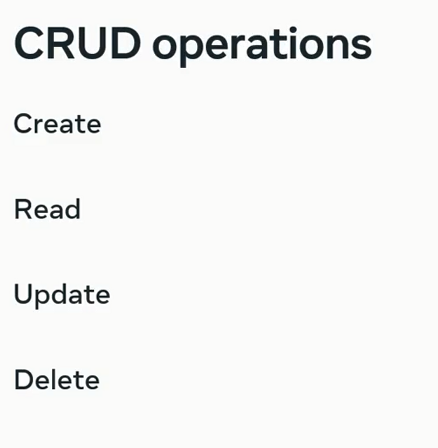 CRUD operations
Create
Read
Update
Delete